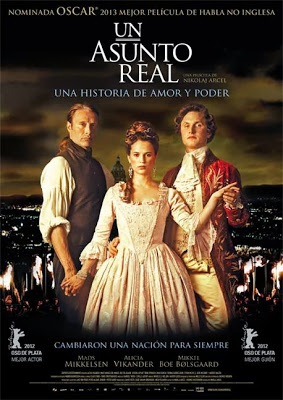 NOMINADA OSCAR® 2013 MEJOR PELÍCULA DE HABLA NO INGLESA
UN
ASUNTO
REAL
UNA PELÍCULA DE NIKOLAJ ARCEL
UNA HISTORIA DE AMOR Y PODER
CAMBIARON UNA NACIÓN PARA SIEMPRE
2012
OSO DE PLATA
MEJOR ACTOR
MADS
MIKKELSEN
ALICIA
VIKANDER
MIKKEL
BOE BØLSGAARD
2012
OSO DE PLATA
MEJOR GUIÓN